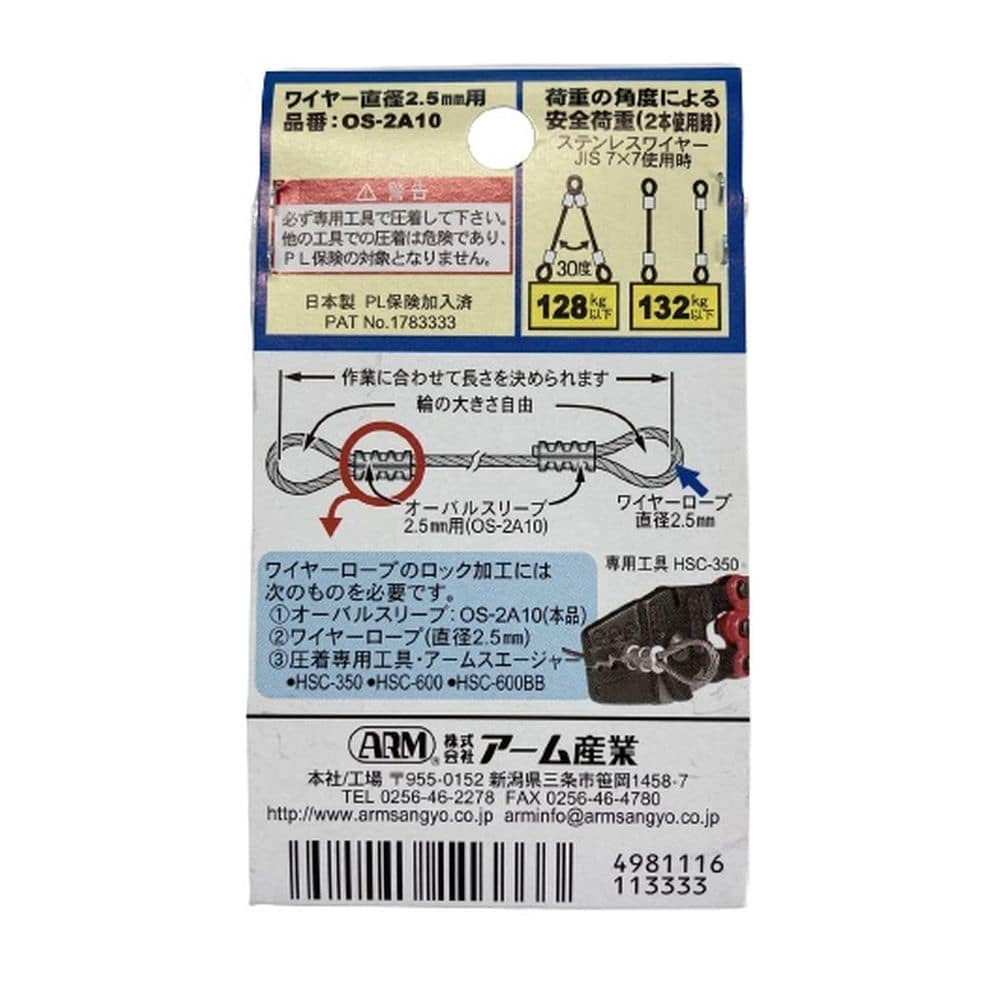 ワイヤー直径2.5㎜用
品番：OS-2A10
⚠ 警告
必ず専用工具で圧着して下さい。
他の工具での圧着は危険であり、
PL保険の対象となりません。
日本製 PL保険加入済
PAT No.1783333
荷重の角度による
安全荷重(2本使用時)
ステンレスワイヤー
JIS 7×7使用時
30度
128kg以下
132kg以下
作業に合わせて長さを決められます
輪の大きさ自由
オーバルスリーブ
2.5㎜用(OS-2A10)
ワイヤーロープ
直径2.5㎜
ワイヤーロープのロック加工には
次のものを必要です。
①オーバルスリーブ：OS-2A10(本品)
②ワイヤーロープ(直径2.5㎜)
③圧着専用工具・アームスエージャー
●HSC-350 ●HSC-600 ●HSC-600BB
専用工具 HSC-350
ARM® 株式会社 アーム産業
本社/工場 〒955-0152 新潟県三条市笹岡1458-7
TEL 0256-46-2278 FAX 0256-46-4780
http://www.armsangyo.co.jp arminfo@armsangyo.co.jp
4981116
113333